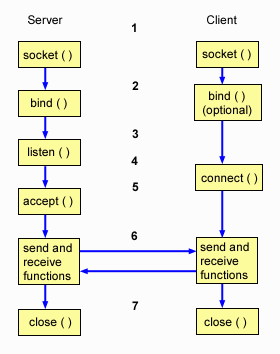 Server 1 Client
socket ( ) socket ( )
2
bind ( ) bind ( )
(optional)
3
listen ( )
4
connect ( )
5
accept ( )
6
send and
receive
functions
send and
receive
functions
7
close ( ) close ( )